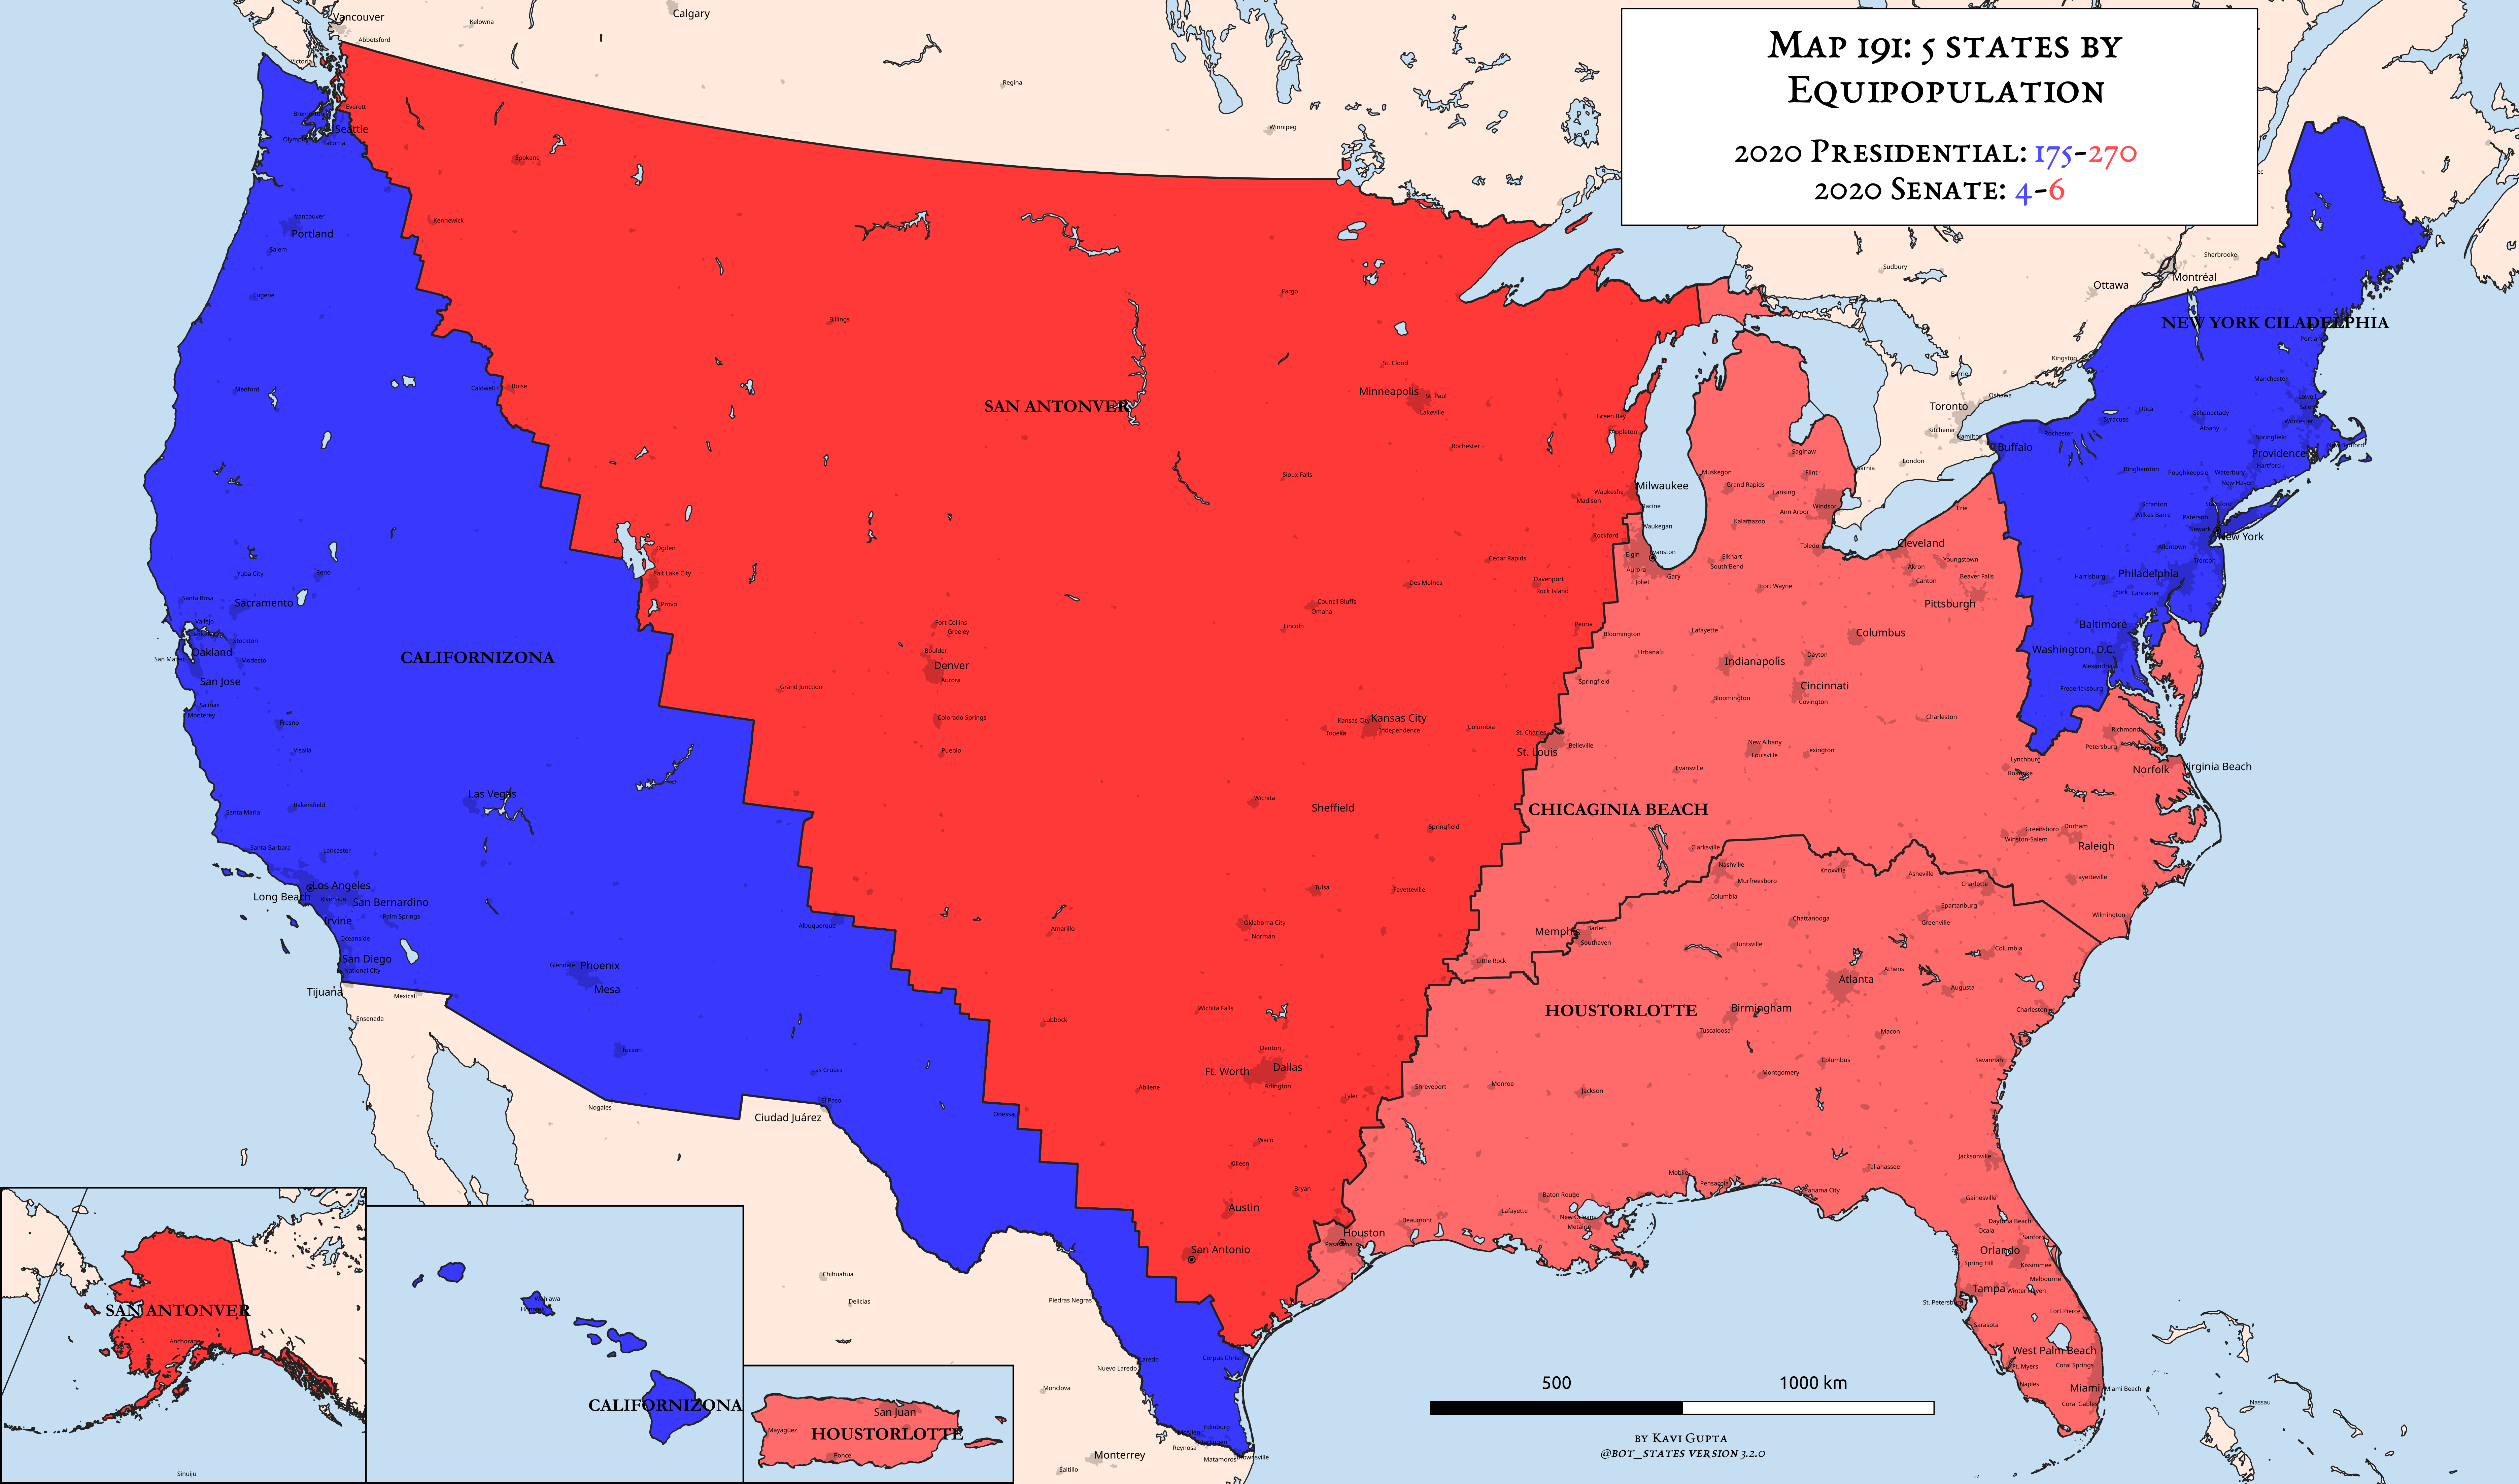 MAP 191: 5 STATES BY
EQUIPOPULATION
2020 PRESIDENTIAL: 175-270
2020 SENATE: 4-6
Vancouver
Kelowna
Calgary
Abbotsford
Victoria
Regina
Winnipeg
Everett
Seattle
Tacoma
Spokane
Kennewick
Vancouver
Portland
Salem
Eugene
Medford
Caldwell
Boise
Billings
Fargo
St. Cloud
Minneapolis
St. Paul
Lakeville
Rochester
Sioux Falls
SAN ANTONVER
Green Bay
Appleton
Milwaukee
Waukesha
Madison
Racine
Waukegan
Rockford
Evanston
Elgin
Aurora
Joliet
Gary
Sudbury
Ottawa
Montréal
Sherbrooke
Kingston
Barrie
Oshawa
Toronto
Kitchener
Hamilton
London
Sarnia
Windsor
NEW YORK CILADELPHIA
Portland
Manchester
Lowell
Utica
Schenectady
Syracuse
Rochester
Albany
Springfield
Buffalo
Providence
Hartford
Binghamton
Poughkeepsie
Waterbury
New Haven
Scranton
Stamford
Wilkes Barre
Paterson
Newark
New York
Allentown
Trenton
Harrisburg
Philadelphia
York
Lancaster
Baltimore
Washington, D.C.
Alexandria
Fredericksburg
Saginaw
Muskegon
Flint
Grand Rapids
Lansing
Ann Arbor
Kalamazoo
Erie
Toledo
Cleveland
Elkhart
South Bend
Youngstown
Akron
Canton
Beaver Falls
Fort Wayne
Pittsburgh
Lafayette
Columbus
Peoria
Bloomington
Urbana
Indianapolis
Dayton
Cincinnati
Covington
Springfield
Bloomington
Charleston
Richmond
Petersburg
Lynchburg
Roanoke
Norfolk
Virginia Beach
St. Charles
St. Louis
Belleville
New Albany
Louisville
Lexington
Evansville
CHICAGINIA BEACH
Greensboro
Durham
Winston-Salem
Raleigh
Fayetteville
Wilmington
Clarksville
Nashville
Murfreesboro
Columbia
Knoxville
Asheville
Charlotte
Spartanburg
Greenville
Chattanooga
Memphis
Barlett
Southaven
Huntsville
Columbia
Little Rock
Athens
Atlanta
Augusta
HOUSTORLOTTE
Birmingham
Tuscaloosa
Macon
Charleston
Columbus
Savannah
Montgomery
Shreveport
Monroe
Jackson
Jacksonville
Tallahassee
Mobile
Pensacola
Panama City
Baton Rouge
Lafayette
New Orleans
Metairie
Beaumont
Houston
Pasadena
Gainesville
Daytona Beach
Ocala
Sanford
Orlando
Kissimmee
Spring Hill
Melbourne
Tampa
Winter Haven
St. Petersburg
Fort Pierce
Sarasota
West Palm Beach
Ft. Myers
Coral Springs
Naples
Miami
Miami Beach
Coral Gables
Nassau
Ogden
Salt Lake City
Provo
Fort Collins
Greeley
Boulder
Denver
Aurora
Grand Junction
Colorado Springs
Pueblo
Cedar Rapids
Des Moines
Davenport
Rock Island
Council Bluffs
Omaha
Lincoln
Kansas City
Kansas City
Independence
Topeka
Columbia
Wichita
Sheffield
Springfield
Tulsa
Fayetteville
Oklahoma City
Norman
Amarillo
Wichita Falls
Lubbock
Denton
Ft. Worth
Dallas
Arlington
Abilene
Tyler
Odessa
Waco
Killeen
Bryan
Austin
San Antonio
Yuba City
Reno
Santa Rosa
Sacramento
Vallejo
Stockton
Oakland
San Mateo
Modesto
San Jose
Salinas
Monterey
Fresno
Visalia
CALIFORNIZONA
Las Vegas
Bakersfield
Santa Maria
Santa Barbara
Lancaster
Los Angeles
Long Beach
Riverside
San Bernardino
Irvine
Palm Springs
Oceanside
San Diego
National City
Tijuana
Mexicali
Ensenada
Albuquerque
Glendale
Phoenix
Mesa
Tucson
Las Cruces
Nogales
El Paso
Ciudad Juárez
Chihuahua
Delicias
Piedras Negras
Laredo
Nuevo Laredo
Corpus Christi
Monclova
Edinburg
McAllen
Reynosa
Matamoros
Brownsville
Monterrey
Saltillo
SAN ANTONVER
Anchorage
Sinuiju
Wahiawa
CALIFORNIZONA
San Juan
Mayagüez
HOUSTORLOTTE
Ponce
500
1000 km
BY KAVI GUPTA
@BOT_STATES VERSION 3.2.0